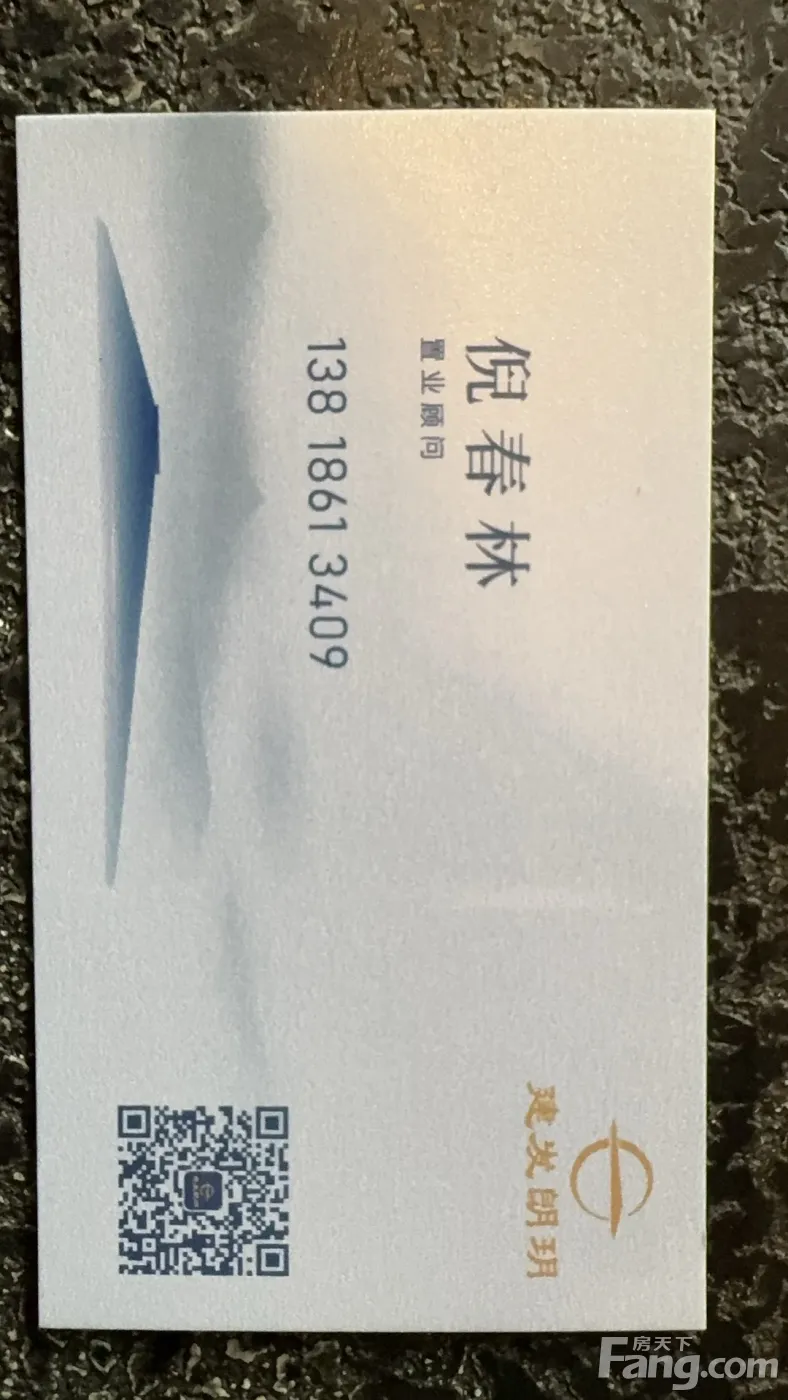 建发朗玥
倪春林
置业顾问
138 1861 3409
房天下
Fang.com